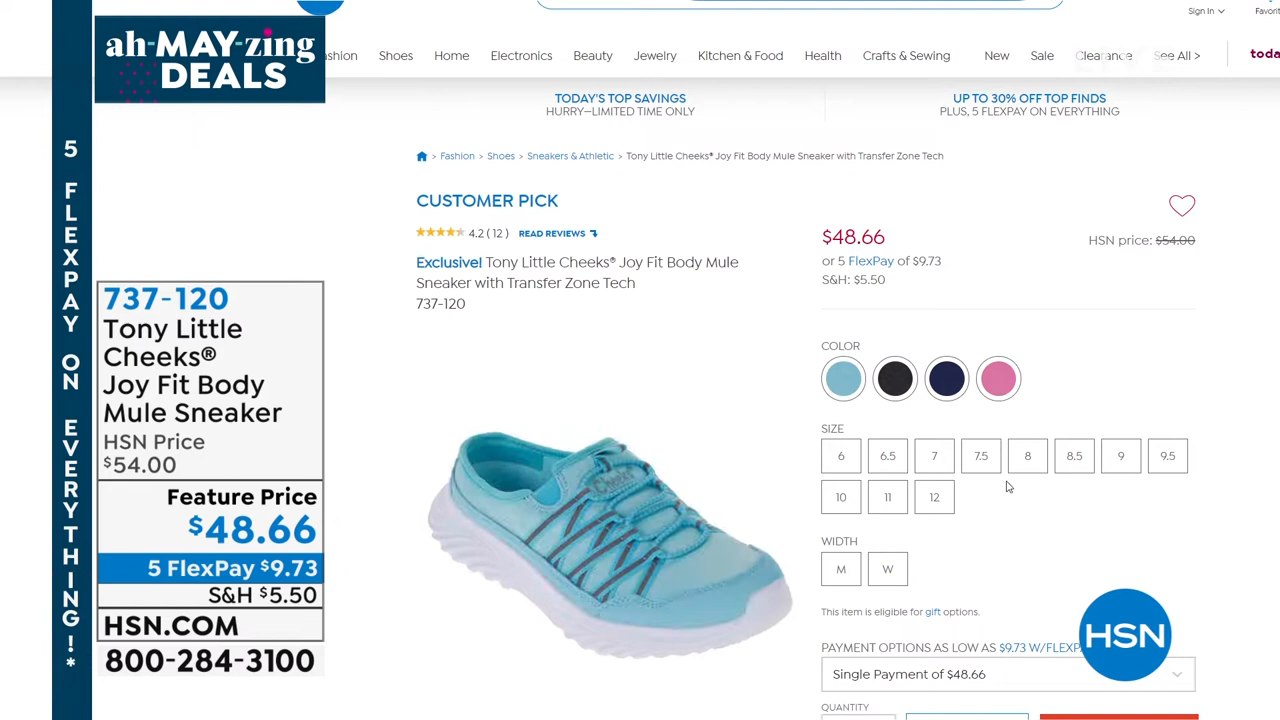 Sign In
Favorit
ah-MAY-zing
DEALS
ashion Shoes Home Electronics Beauty Jewelry Kitchen & Food Health Crafts & Sewing New Sale Clearance See All > toda
TODAY'S TOP SAVINGS
HURRY—LIMITED TIME ONLY
UP TO 30% OFF TOP FINDS
PLUS, 5 FLEXPAY ON EVERYTHING
> Fashion > Shoes > Sneakers & Athletic > Tony Little Cheeks® Joy Fit Body Mule Sneaker with Transfer Zone Tech
5 FLEXPAY ON EVERYTHING!*
CUSTOMER PICK
4.2 ( 12 ) READ REVIEWS
Exclusive! Tony Little Cheeks® Joy Fit Body Mule
Sneaker with Transfer Zone Tech
737-120
$48.66
HSN price: $54.00
or 5 FlexPay of $9.73
S&H: $5.50
COLOR
SIZE
6 6.5 7 7.5 8 8.5 9 9.5
10 11 12
WIDTH
M W
This item is eligible for gift options.
PAYMENT OPTIONS AS LOW AS $9.73 W/FLEXPA
Single Payment of $48.66
QUANTITY
Cheeks
HSN
737-120
Tony Little
Cheeks®
Joy Fit Body
Mule Sneaker
HSN Price
$54.00
Feature Price
$48.66
5 FlexPay $9.73
S&H $5.50
HSN.COM
800-284-3100